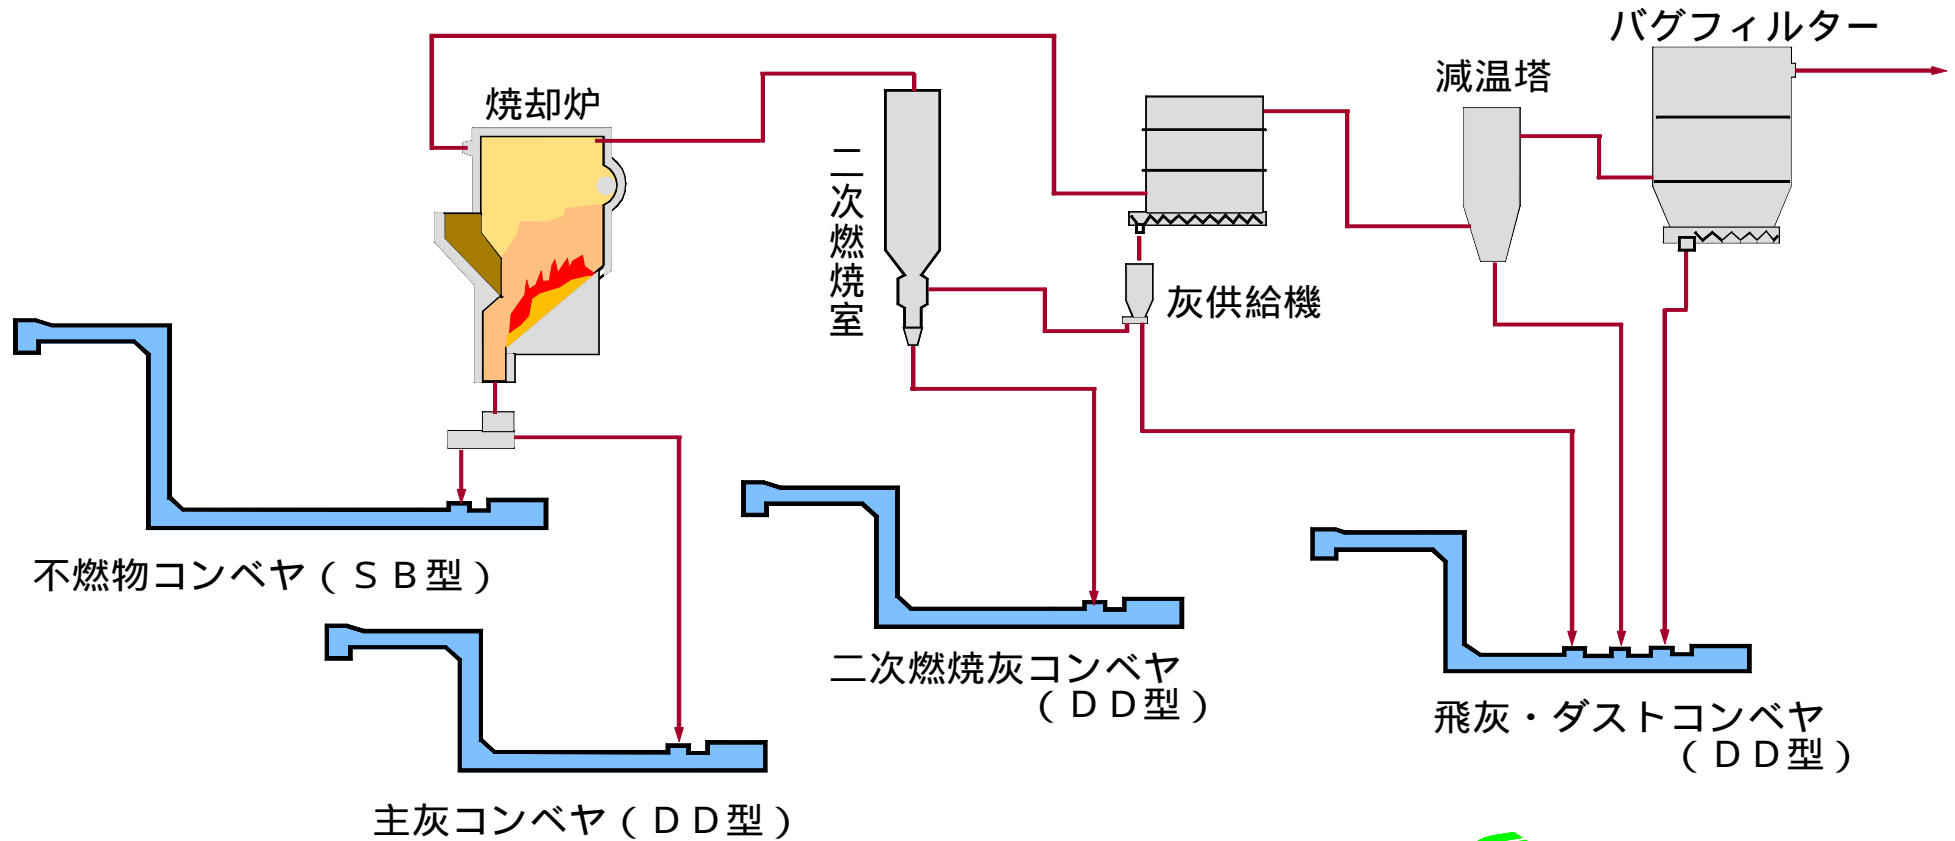 バグフィルター
減温塔
焼却炉
二次燃焼室
灰供給機
不燃物コンベヤ（ＳＢ型）
二次燃焼灰コンベヤ
（ＤＤ型）
飛灰・ダストコンベヤ
（ＤＤ型）
主灰コンベヤ（ＤＤ型）